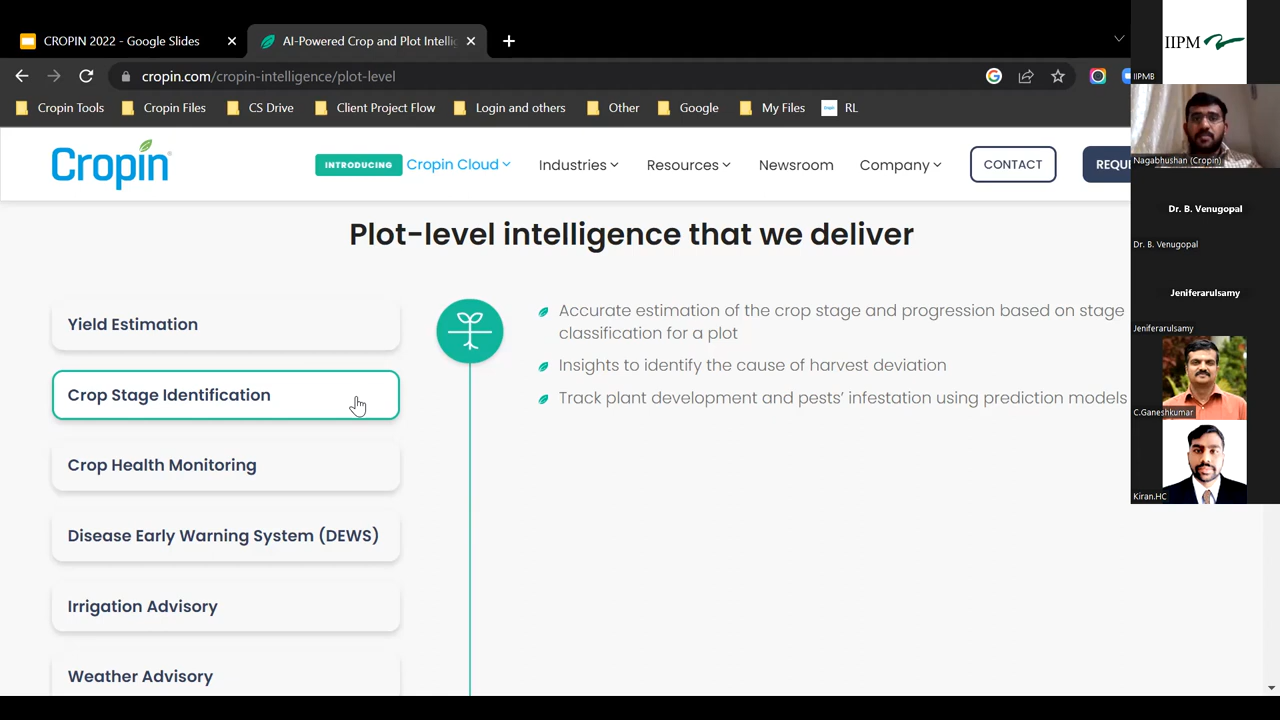 CROPIN 2022 - Google Slides
AI-Powered Crop and Plot Intelli
cropin.com/cropin-intelligence/plot-level
Cropin Tools
Cropin Files
CS Drive
Client Project Flow
Login and others
Other
Google
My Files
RL
Cropin
INTRODUCING
Cropin Cloud
Industries
Resources
Newsroom
Company
CONTACT
REQU
Plot-level intelligence that we deliver
Yield Estimation
Crop Stage Identification
Crop Health Monitoring
Disease Early Warning System (DEWS)
Irrigation Advisory
Weather Advisory
Accurate estimation of the crop stage and progression based on stage
classification for a plot
Insights to identify the cause of harvest deviation
Track plant development and pests' infestation using prediction models
IIPM
IIPMB
Nagabhushan (Cropin)
Dr. B. Venugopal
Dr. B. Venugopal
Jeniferarulsamy
Jeniferarulsamy
C.Ganeshkumar
Kiran.HC